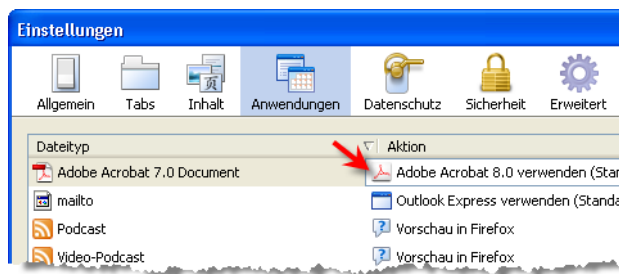 Einstellungen
Allgemein Tabs Inhalt Anwendungen Datenschutz Sicherheit Erweitert
Dateityp Aktion
Adobe Acrobat 7.0 Document Adobe Acrobat 8.0 verwenden (Star
mailto Outlook Express verwenden (Standa
Podcast Vorschau in Firefox
Video-Podcast Vorschau in Firefox